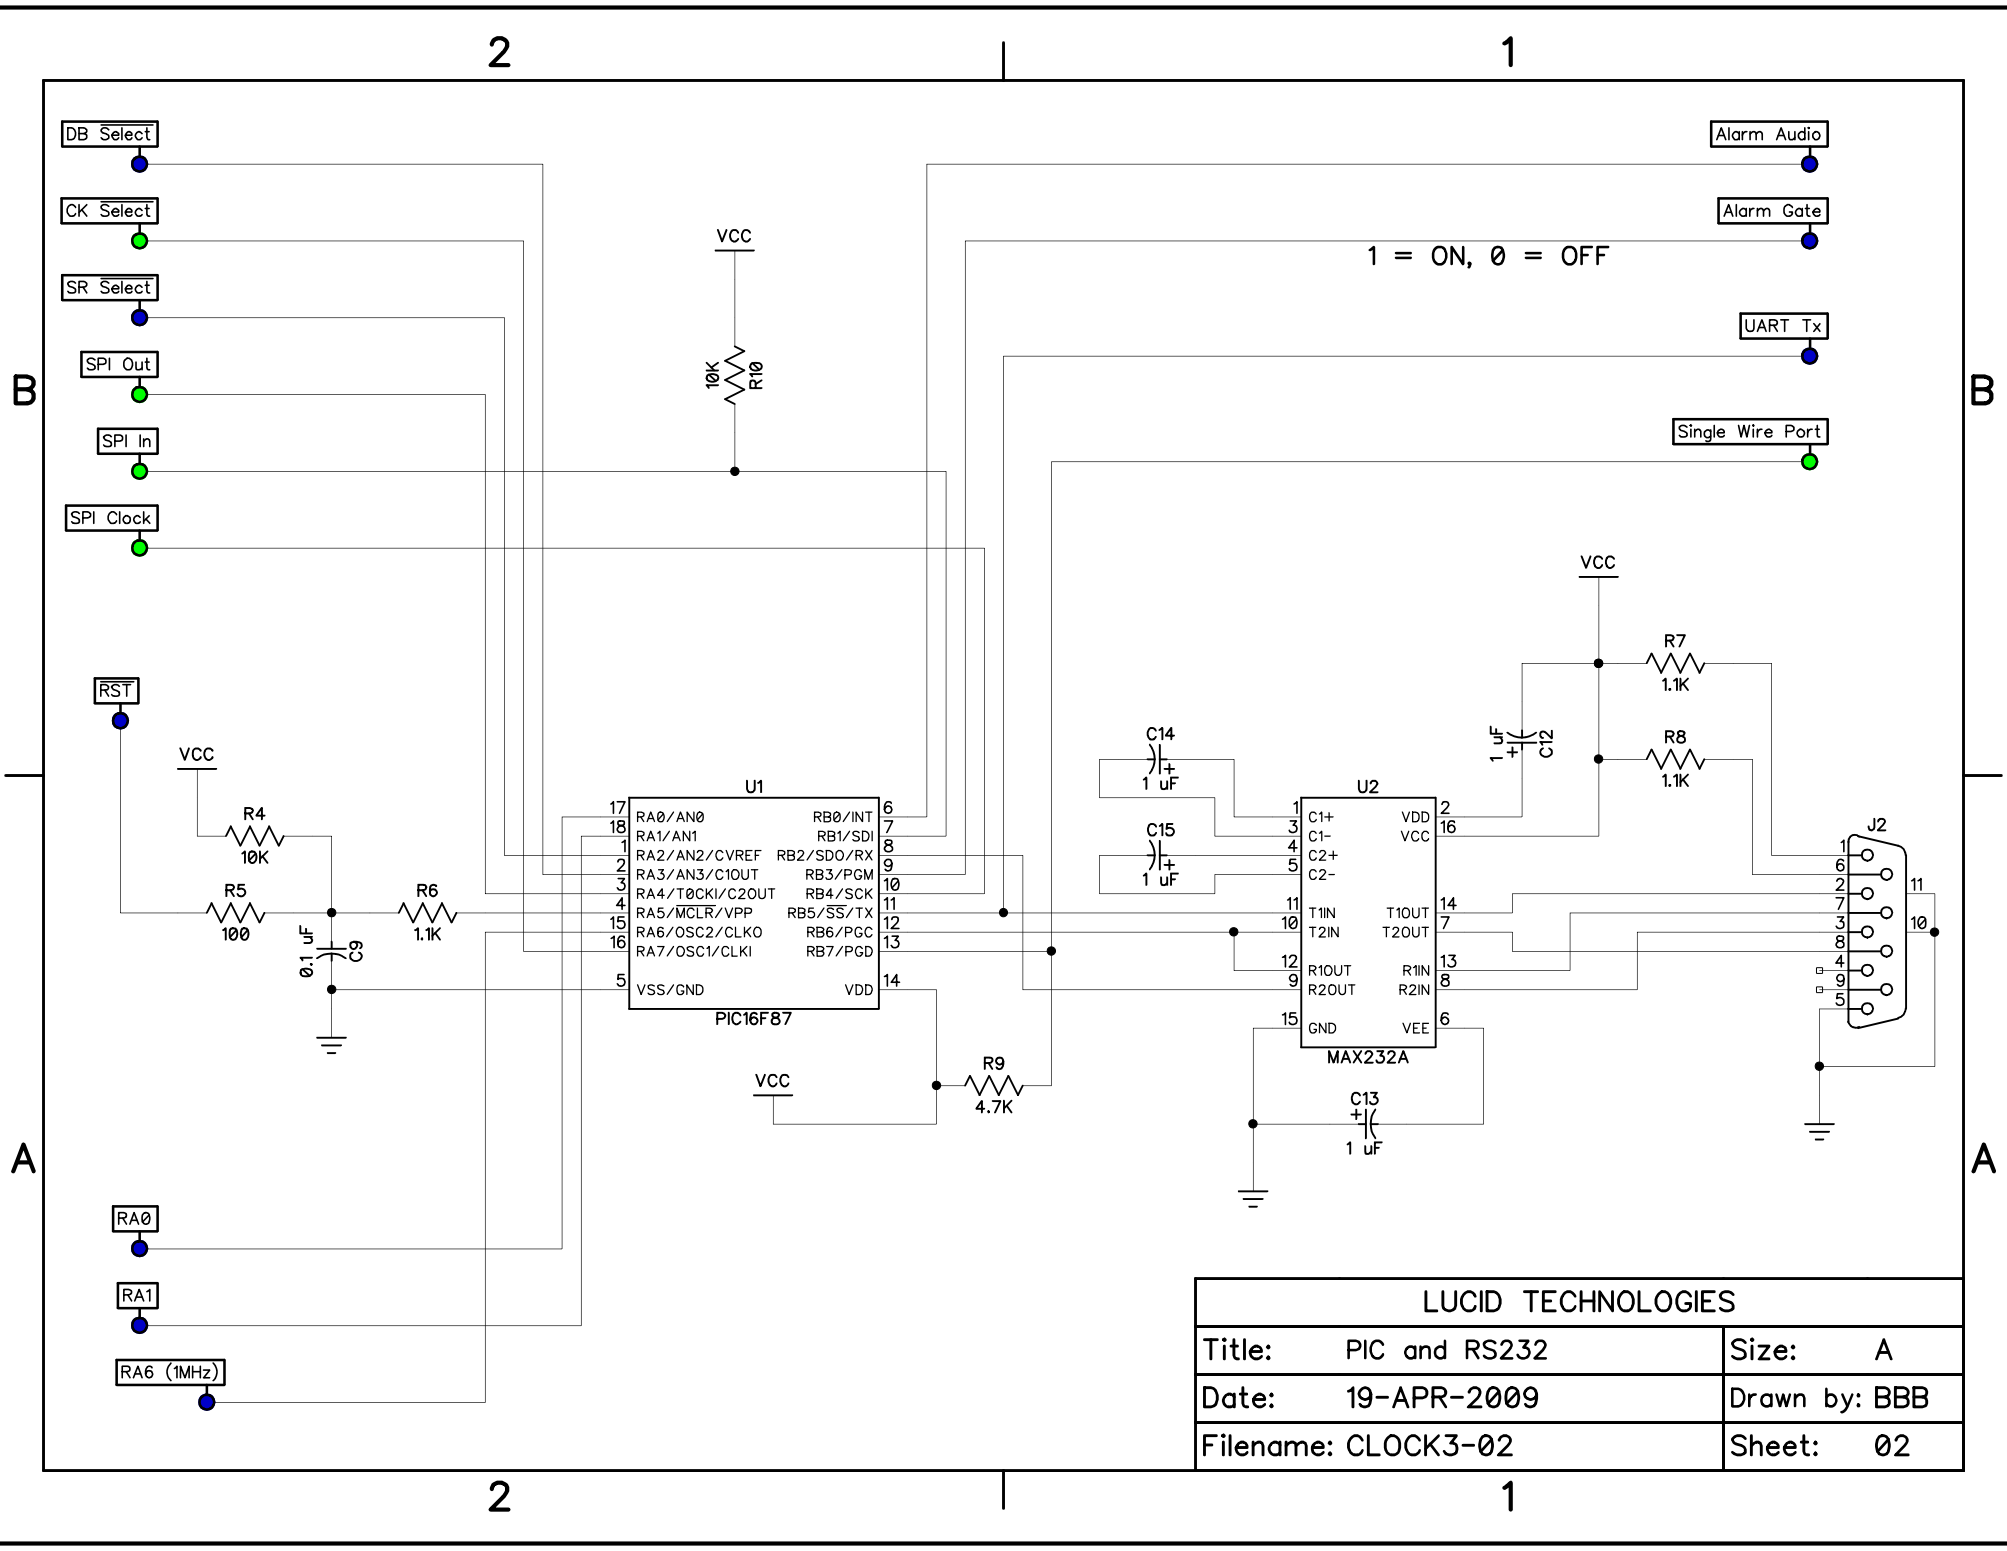 2
1
DB Select
Alarm Audio
CK Select
Alarm Gate
VCC
1 = ON, 0 = OFF
SR Select
UART Tx
SPI Out
10K
R10
B
B
SPI In
Single Wire Port
SPI Clock
VCC
R7
1.1K
RST
VCC
C14
1 uF
+
1 uF
+
C12
R8
1.1K
R4
10K
U1
U2
C15
1 uF
+
J2
17 RA0/AN0 RB0/INT 6
18 RA1/AN1 RB1/SDI 7
1 RA2/AN2/CVREF RB2/SDO/RX 8
2 RA3/AN3/C1OUT RB3/PGM 9
3 RA4/T0CKI/C2OUT RB4/SCK 10
4 RA5/MCLR/VPP RB5/SS/TX 11
15 RA6/OSC2/CLKO RB6/PGC 12
16 RA7/OSC1/CLKI RB7/PGD 13
5 VSS/GND VDD 14
PIC16F87
R5
100
R6
1.1K
0.1 uF
C9
1 C1+ VDD 2
3 C1- VCC 16
4 C2+
5 C2-
11 T1IN T1OUT 14
10 T2IN T2OUT 7
12 R1OUT R1IN 13
9 R2OUT R2IN 8
15 GND VEE 6
MAX232A
1
6
2
11
7
3
10
8
4
9
5
R9
4.7K
VCC
C13
+
1 uF
A
A
RA0
RA1
RA6 (1MHz)
LUCID TECHNOLOGIES
Title: PIC and RS232 Size: A
Date: 19-APR-2009 Drawn by: BBB
Filename: CLOCK3-02 Sheet: 02
2
1